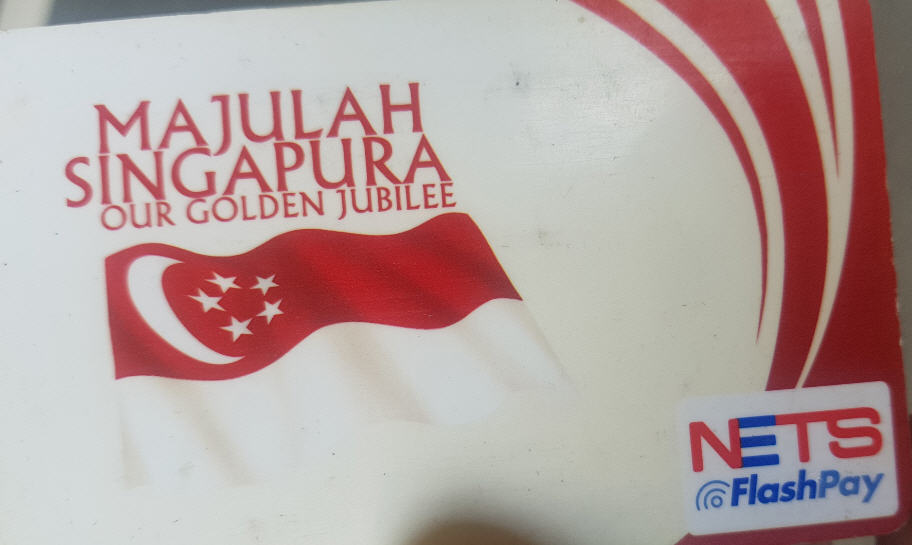 MAJULAH
SINGAPURA
OUR GOLDEN JUBILEE
NETS
FlashPay